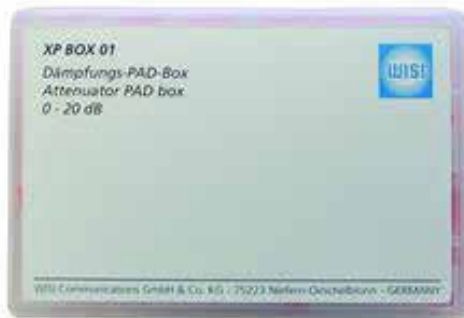 XP BOX 01
Dämpfungs-PAD-Box
Attenuator PAD box
0 - 20 dB
WISI
WISI Communications GmbH & Co. KG - 75223 Niefern-Oeschelbronn - GERMANY